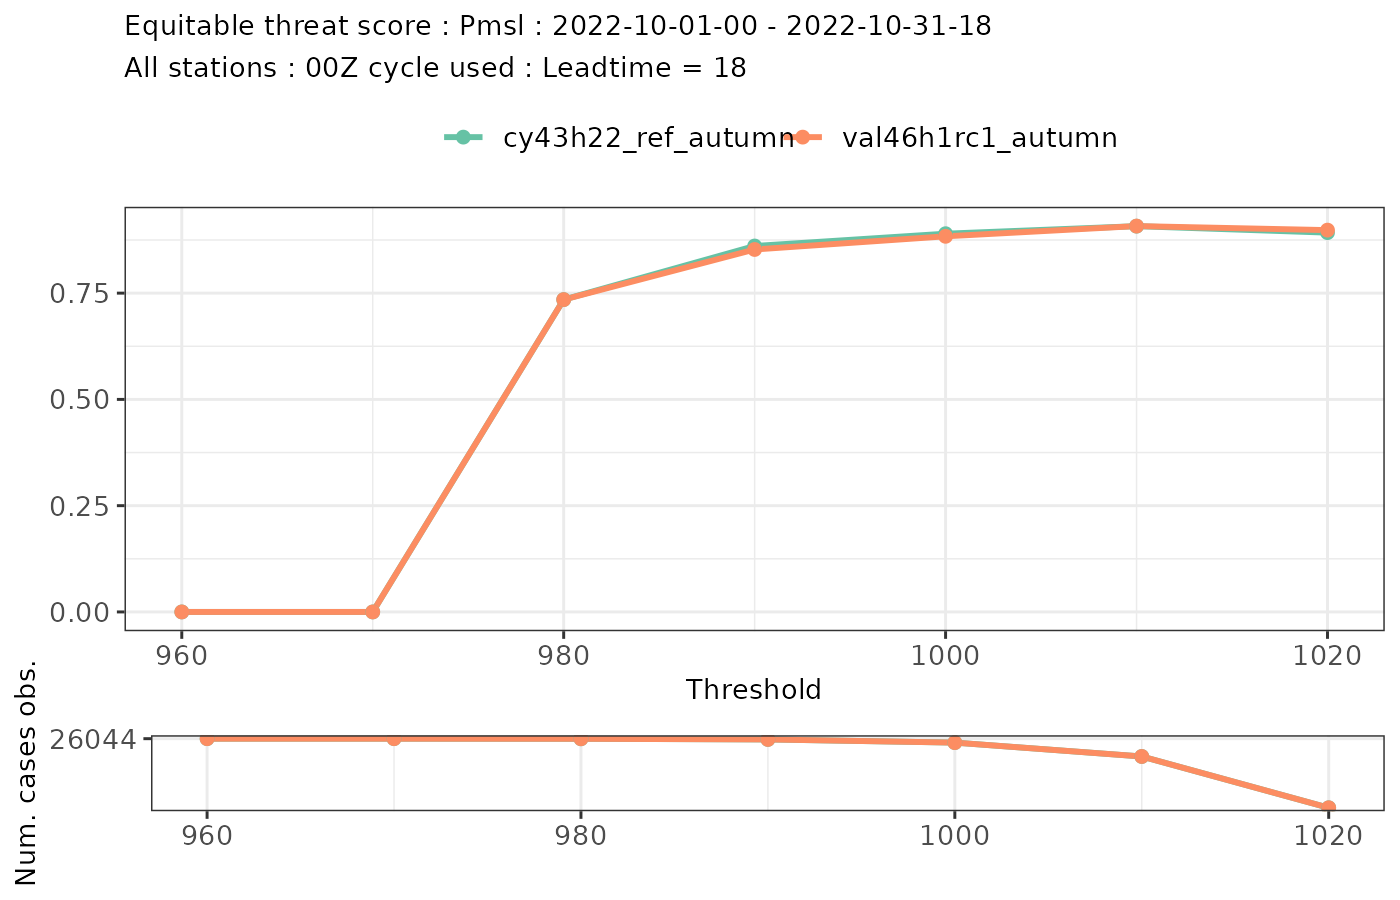 Equitable threat score : Pmsl : 2022-10-01-00 - 2022-10-31-18
All stations : 00Z cycle used : Leadtime = 18
cy43h22_ref_autumn val46h1rc1_autumn
0.75
0.50
0.25
0.00
960 980 1000 1020
Threshold
Num. cases obs.
26044
960 980 1000 1020